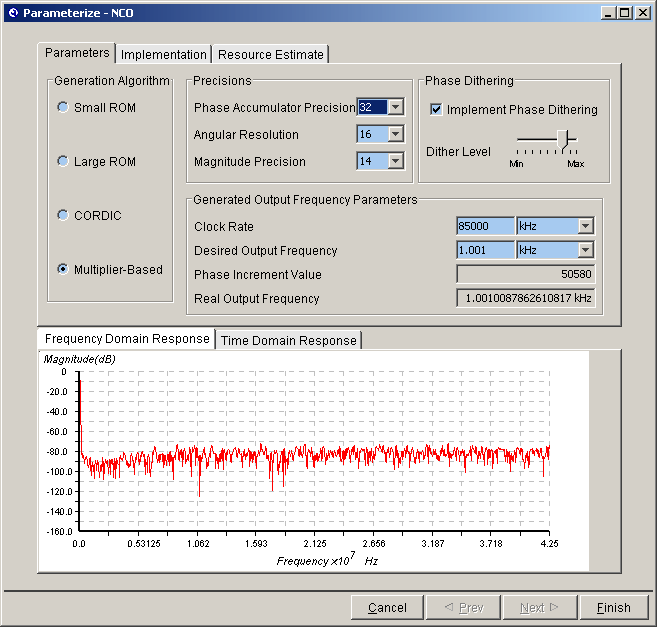 Parameterize - NCO
Parameters Implementation Resource Estimate
Generation Algorithm
Small ROM
Large ROM
CORDIC
Multiplier-Based
Precisions
Phase Accumulator Precision 32
Angular Resolution 16
Magnitude Precision 14
Phase Dithering
Implement Phase Dithering
Dither Level
Min Max
Generated Output Frequency Parameters
Clock Rate 85000 kHz
Desired Output Frequency 1.001 kHz
Phase Increment Value 50580
Real Output Frequency 1.0010087862610817 kHz
Frequency Domain Response Time Domain Response
Magnitude(dB)
0
-20.0
-40.0
-60.0
-80.0
-100.0
-120.0
-140.0
-160.0
0.0 0.53125 1.062 1.593 2.125 2.656 3.187 3.718 4.25
Frequency x10^7 Hz
Cancel Prev Next Finish